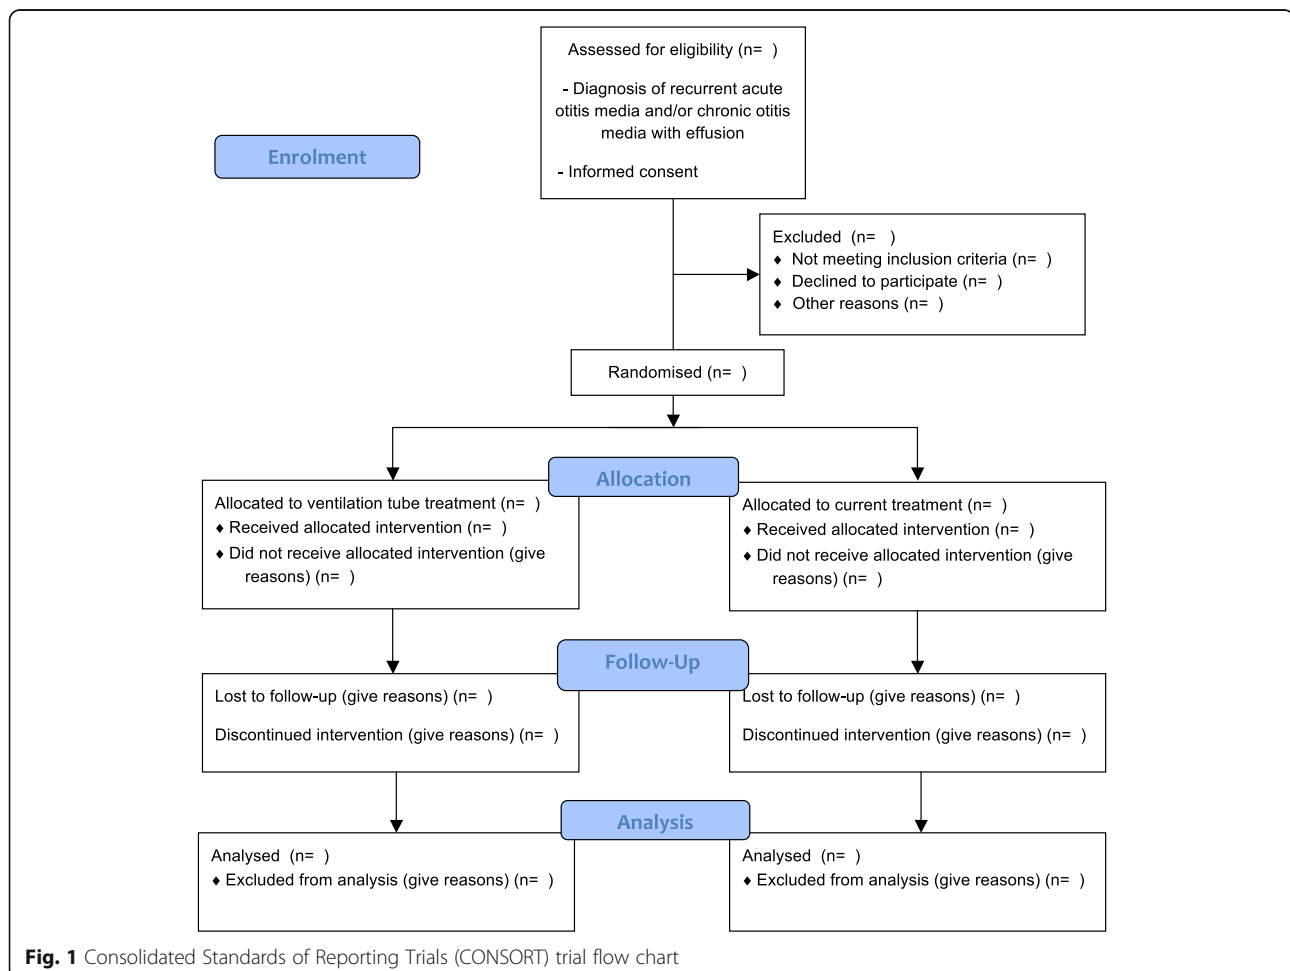 Assessed for eligibility (n=  )
- Diagnosis of recurrent acute
otitis media and/or chronic otitis
media with effusion
- Informed consent
Enrolment
Excluded  (n=   )
♦ Not meeting inclusion criteria (n=  )
♦ Declined to participate (n=  )
♦ Other reasons (n=  )
Randomised (n=  )
Allocation
Allocated to ventilation tube treatment (n=  )
♦ Received allocated intervention (n=  )
♦ Did not receive allocated intervention (give
reasons) (n=  )
Allocated to current treatment (n=  )
♦ Received allocated intervention (n=  )
♦ Did not receive allocated intervention (give
reasons) (n=  )
Follow-Up
Lost to follow-up (give reasons) (n=  )
Discontinued intervention (give reasons) (n=  )
Lost to follow-up (give reasons) (n=  )
Discontinued intervention (give reasons) (n=  )
Analysis
Analysed  (n=  )
♦ Excluded from analysis (give reasons) (n=  )
Analysed  (n=  )
♦ Excluded from analysis (give reasons) (n=  )
Fig. 1 Consolidated Standards of Reporting Trials (CONSORT) trial flow chart